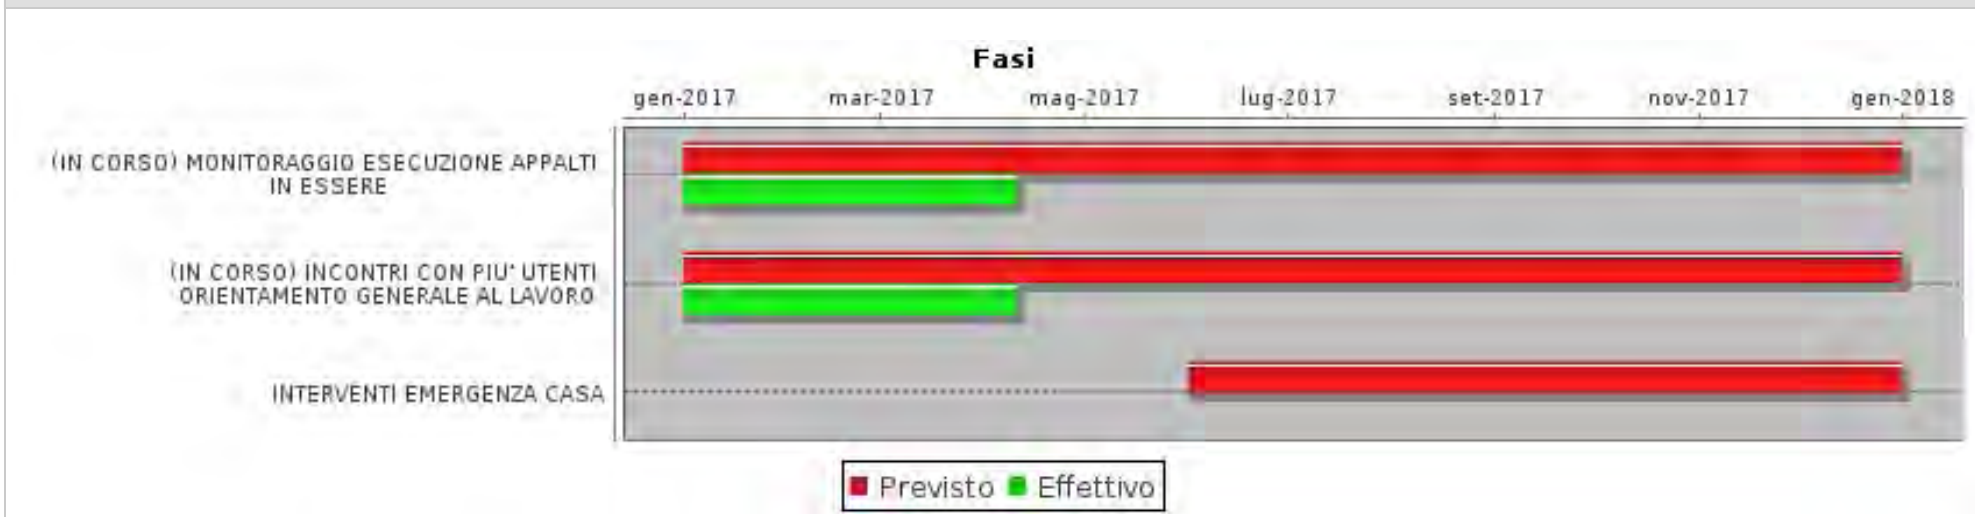 Fasi
gen-2017 mar-2017 mag-2017 lug-2017 set-2017 nov-2017 gen-2018
(IN CORSO) MONITORAGGIO ESECUZIONE APPALTI
IN ESSERE
(IN CORSO) INCONTRI CON PIU' UTENTI
ORIENTAMENTO GENERALE AL LAVORO
INTERVENTI EMERGENZA CASA
Previsto Effettivo